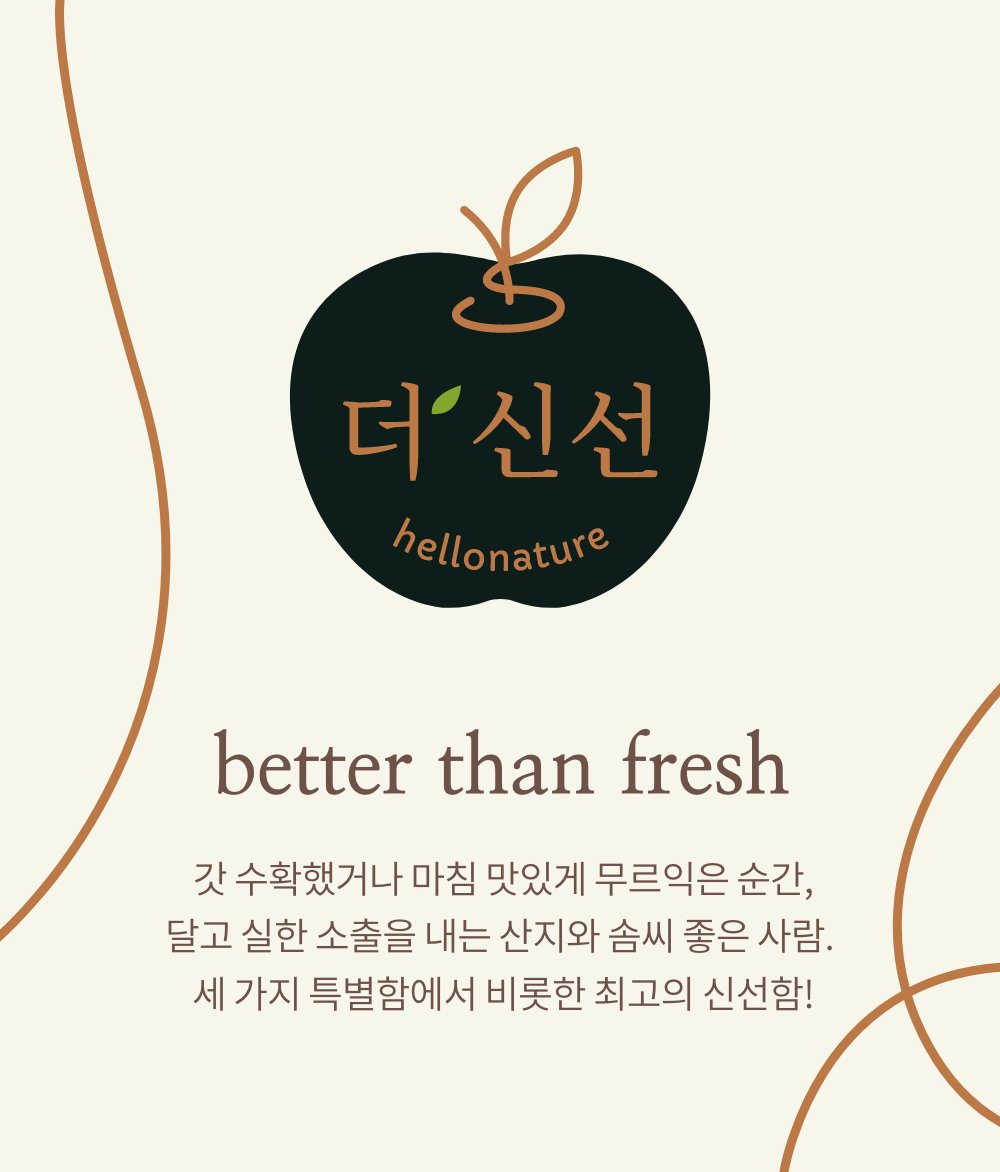 더 신선
hellonature
better than fresh
갓 수확했거나 마침 맛있게 무르익은 순간,
달고 실한 소출을 내는 산지와 솜씨 좋은 사람.
세 가지 특별함에서 비롯한 최고의 신선함!